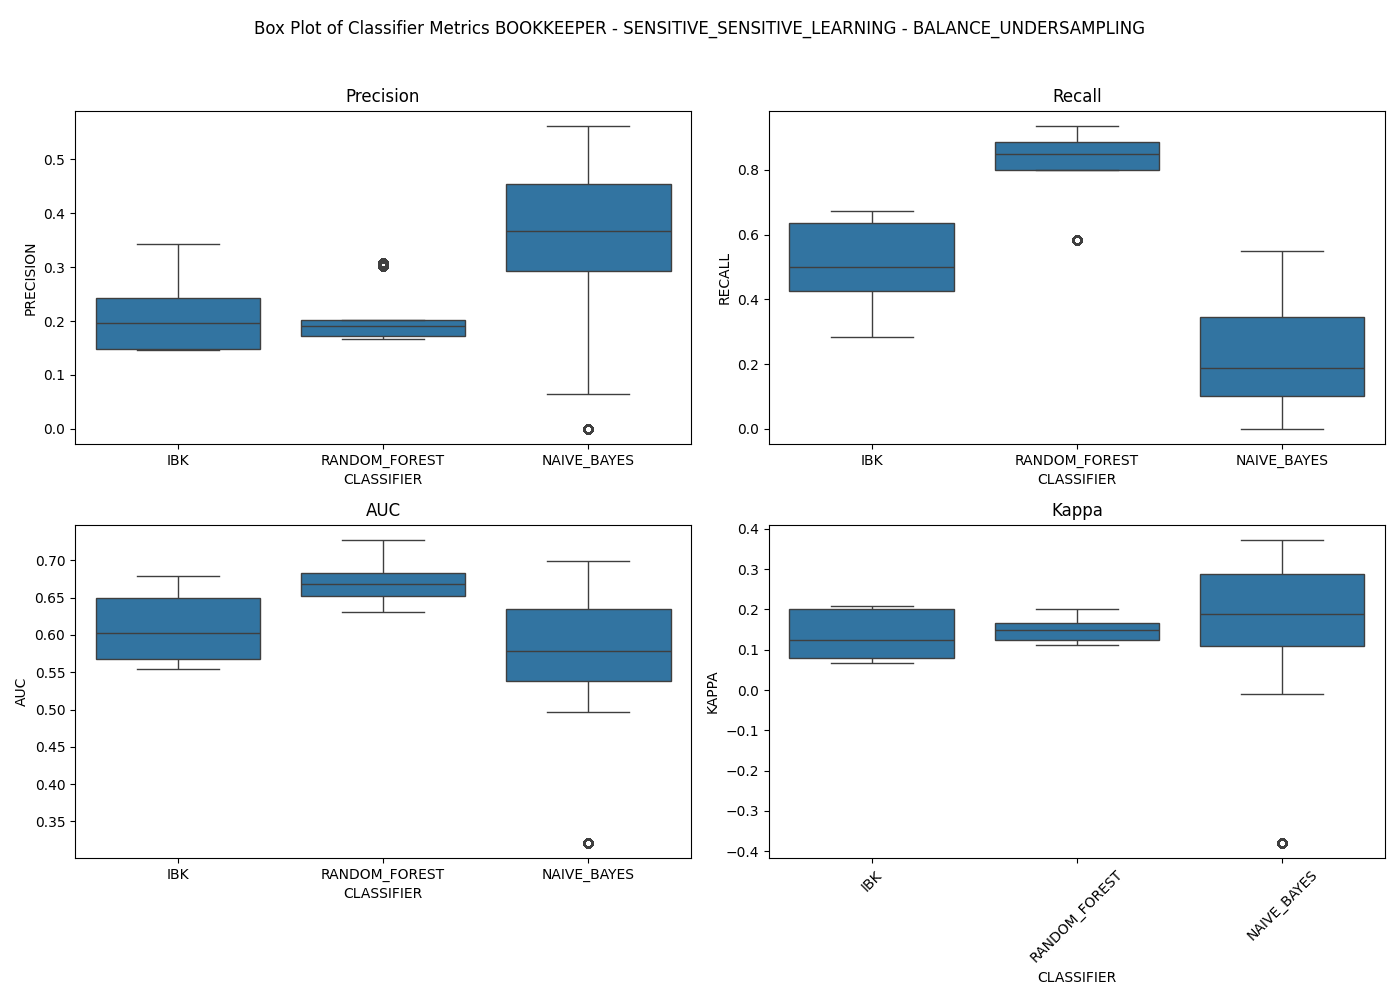 Box Plot of Classifier Metrics BOOKKEEPER - SENSITIVE_SENSITIVE_LEARNING - BALANCE_UNDERSAMPLING
Precision
PRECISION
0.5
0.4
0.3
0.2
0.1
0.0
IBK RANDOM_FOREST NAIVE_BAYES
CLASSIFIER
Recall
RECALL
0.8
0.6
0.4
0.2
0.0
IBK RANDOM_FOREST NAIVE_BAYES
CLASSIFIER
AUC
AUC
0.70
0.65
0.60
0.55
0.50
0.45
0.40
0.35
IBK RANDOM_FOREST NAIVE_BAYES
CLASSIFIER
Kappa
KAPPA
0.4
0.3
0.2
0.1
0.0
−0.1
−0.2
−0.3
−0.4
IBK RANDOM_FOREST NAIVE_BAYES
CLASSIFIER